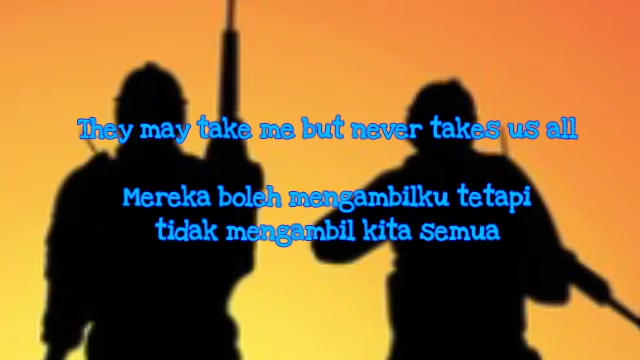 They may take me but never takes us all
Mereka boleh mengambilku tetapi
tidak mengambil kita semua